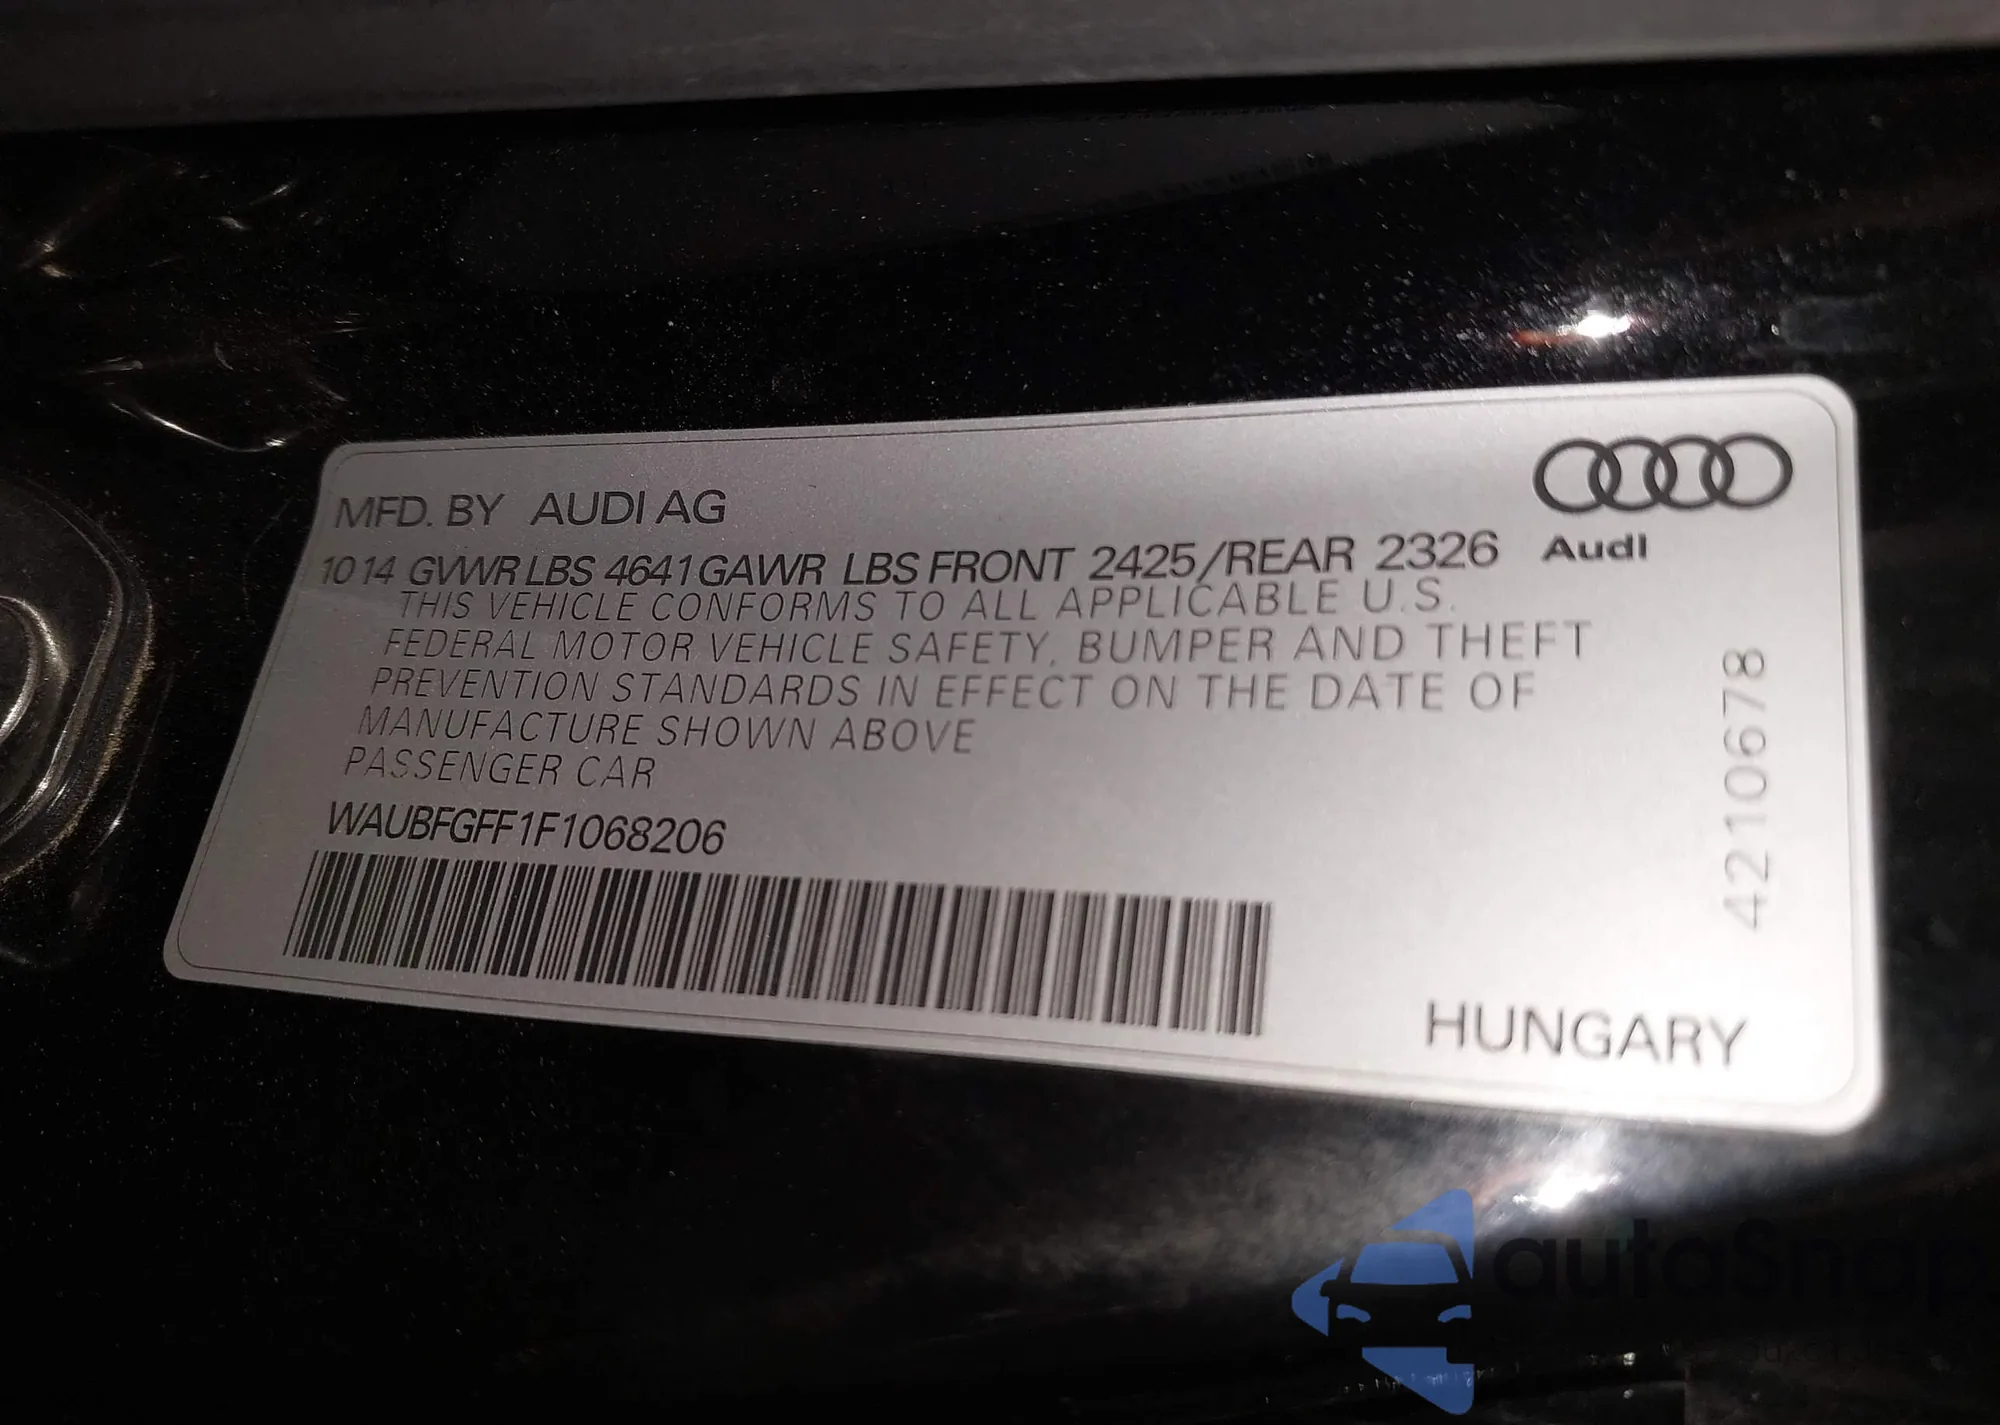 MFD. BY AUDI AG
1014 GVWR LBS 4641 GAWR LBS FRONT 2425/REAR 2326
Audi
THIS VEHICLE CONFORMS TO ALL APPLICABLE U.S.
FEDERAL MOTOR VEHICLE SAFETY, BUMPER AND THEFT
PREVENTION STANDARDS IN EFFECT ON THE DATE OF
MANUFACTURE SHOWN ABOVE
PASSENGER CAR
WAUBFGFF1F1068206
4210678
HUNGARY
autoSnap